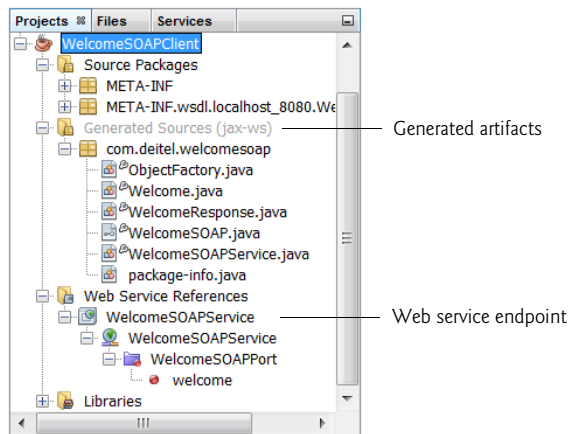 Projects Files Services
WelcomeSOAPClient
Source Packages
META-INF
META-INF.wsdl.localhost_8080.We
Generated Sources (jax-ws)
Generated artifacts
com.deitel.welcomesoap
ObjectFactory.java
Welcome.java
WelcomeResponse.java
WelcomeSOAP.java
WelcomeSOAPService.java
package-info.java
Web Service References
WelcomeSOAPService
Web service endpoint
WelcomeSOAPService
WelcomeSOAPPort
welcome
Libraries